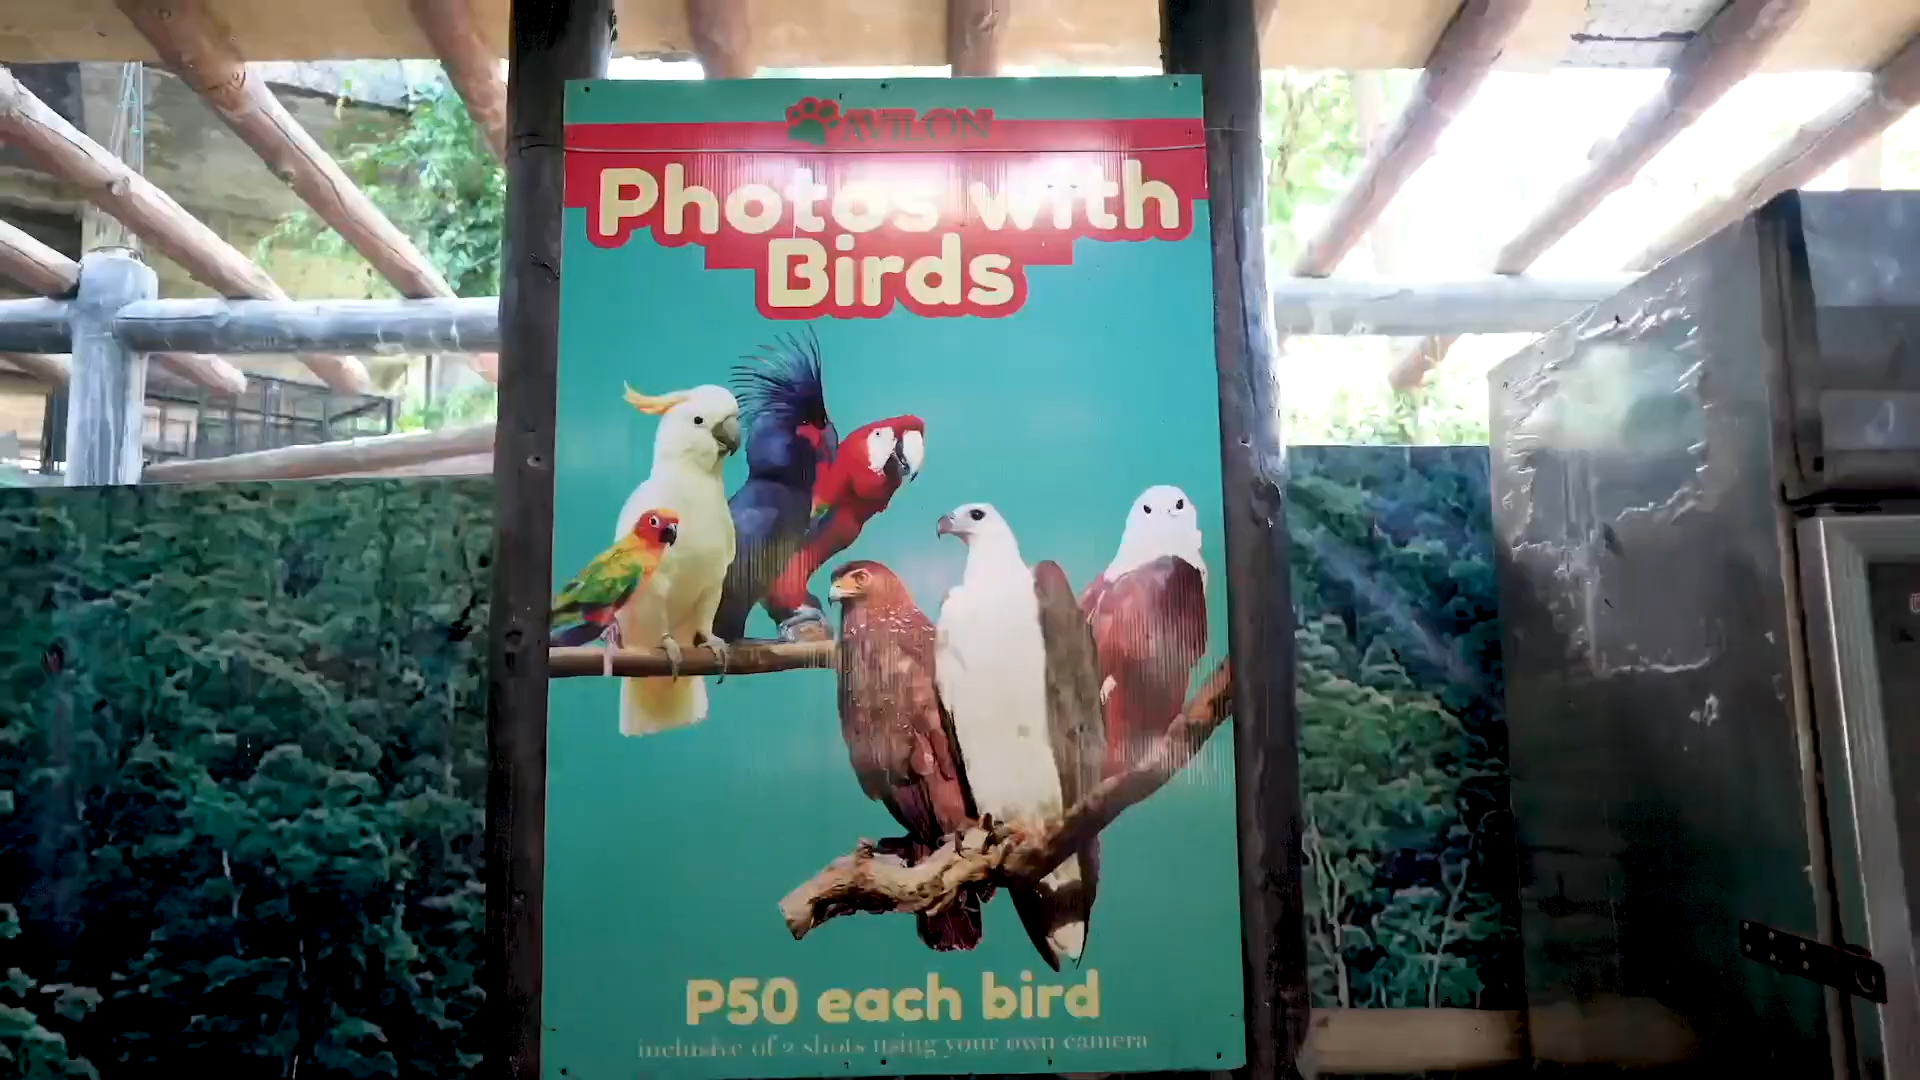 AVILON
Photos with
Birds
P50 each bird
inclusive of 2 shots using your own camera